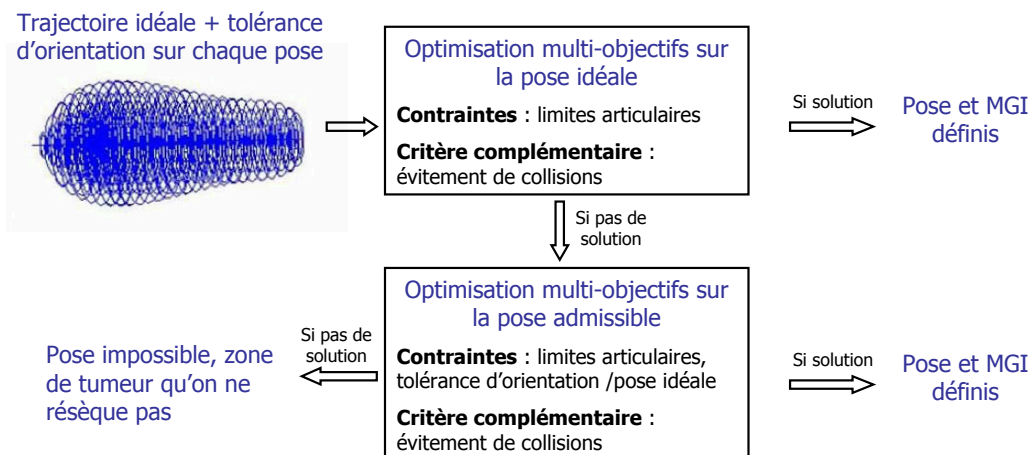 Trajectoire idéale + tolérance
d'orientation sur chaque pose
Optimisation multi-objectifs sur
la pose idéale
Contraintes : limites articulaires
Critère complémentaire :
évitement de collisions
Si solution
Pose et MGI
définis
Si pas de
solution
Optimisation multi-objectifs sur
la pose admissible
Contraintes : limites articulaires,
tolérance d'orientation /pose idéale
Critère complémentaire :
évitement de collisions
Si pas de
solution
Pose impossible, zone
de tumeur qu'on ne
résèque pas
Si solution
Pose et MGI
définis